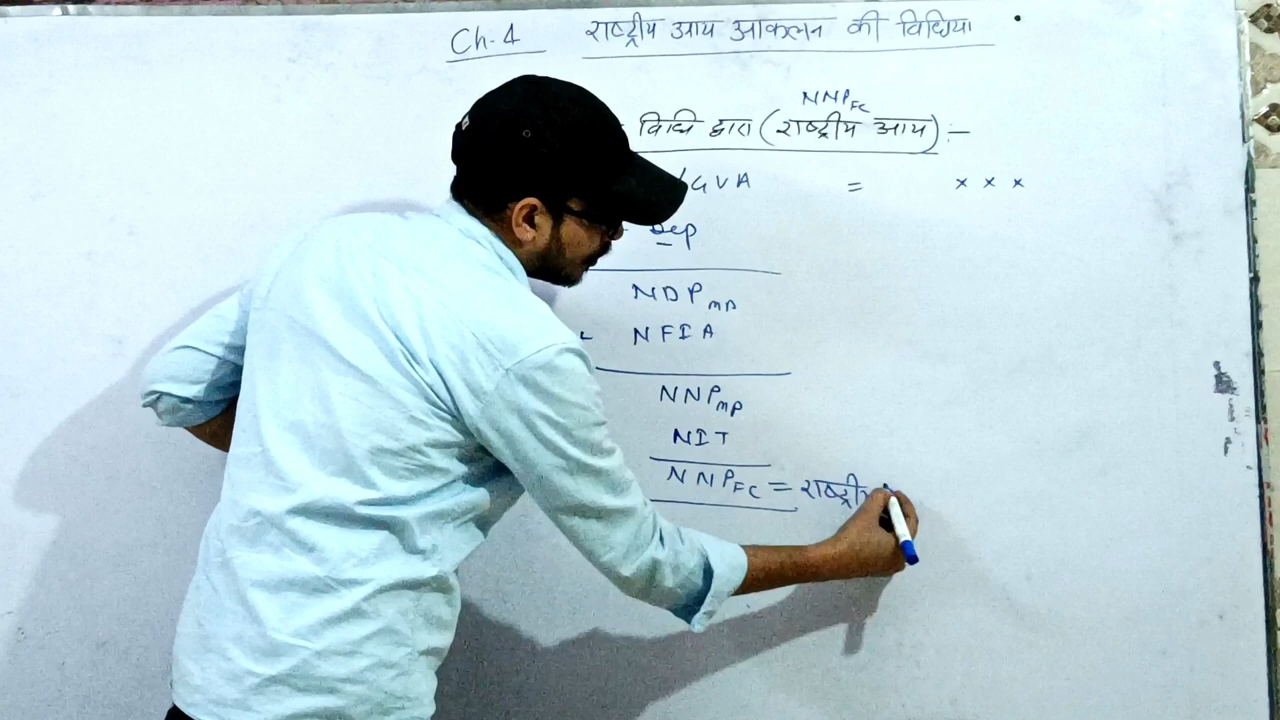 Ch-4 राष्ट्रीय आय आकलन की विधिया
NNPFC
विधि द्वारा (राष्ट्रीय आय) :-
/GVA = x x x
- Dep
NDPMP
NFIA
NNPMP
NIT
NNPFC = राष्ट्रीय